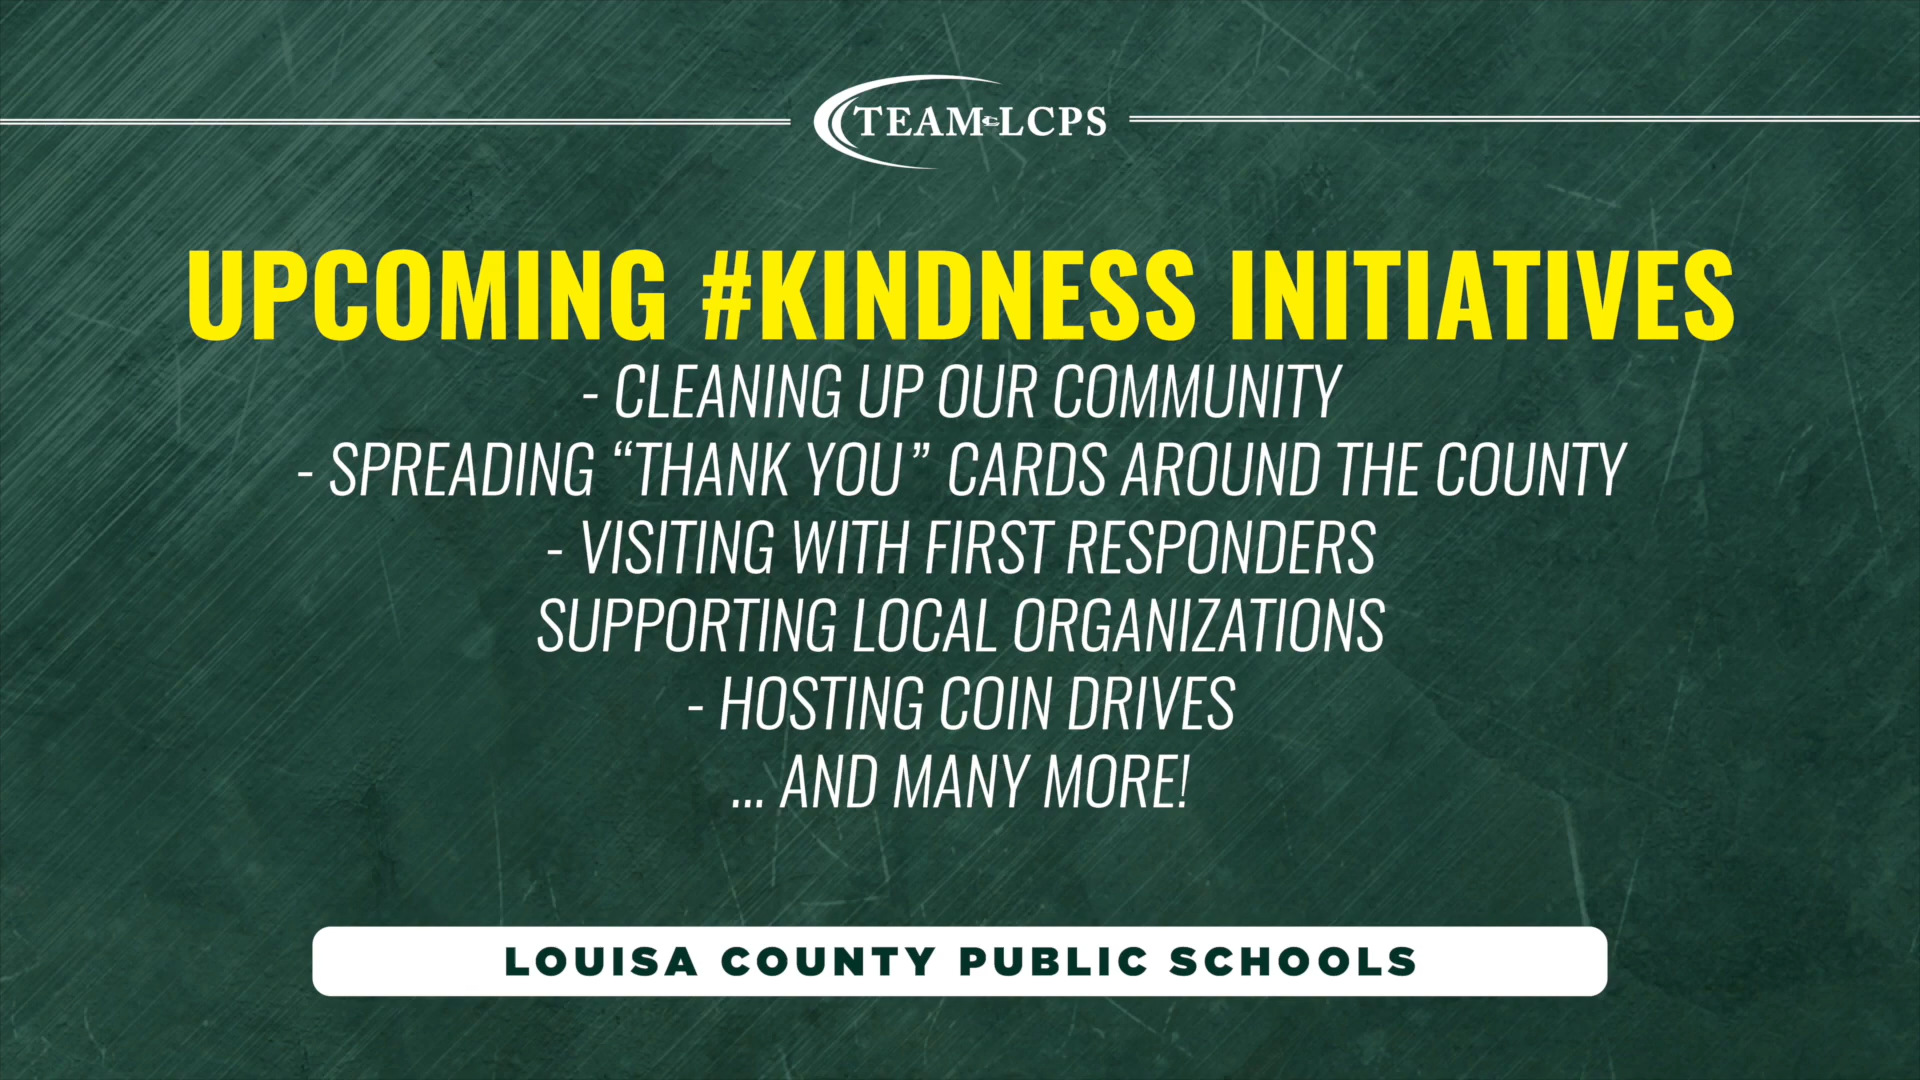 TEAM LCPS
UPCOMING #KINDNESS INITIATIVES
- CLEANING UP OUR COMMUNITY
- SPREADING “THANK YOU” CARDS AROUND THE COUNTY
- VISITING WITH FIRST RESPONDERS
SUPPORTING LOCAL ORGANIZATIONS
- HOSTING COIN DRIVES
... AND MANY MORE!
LOUISA COUNTY PUBLIC SCHOOLS